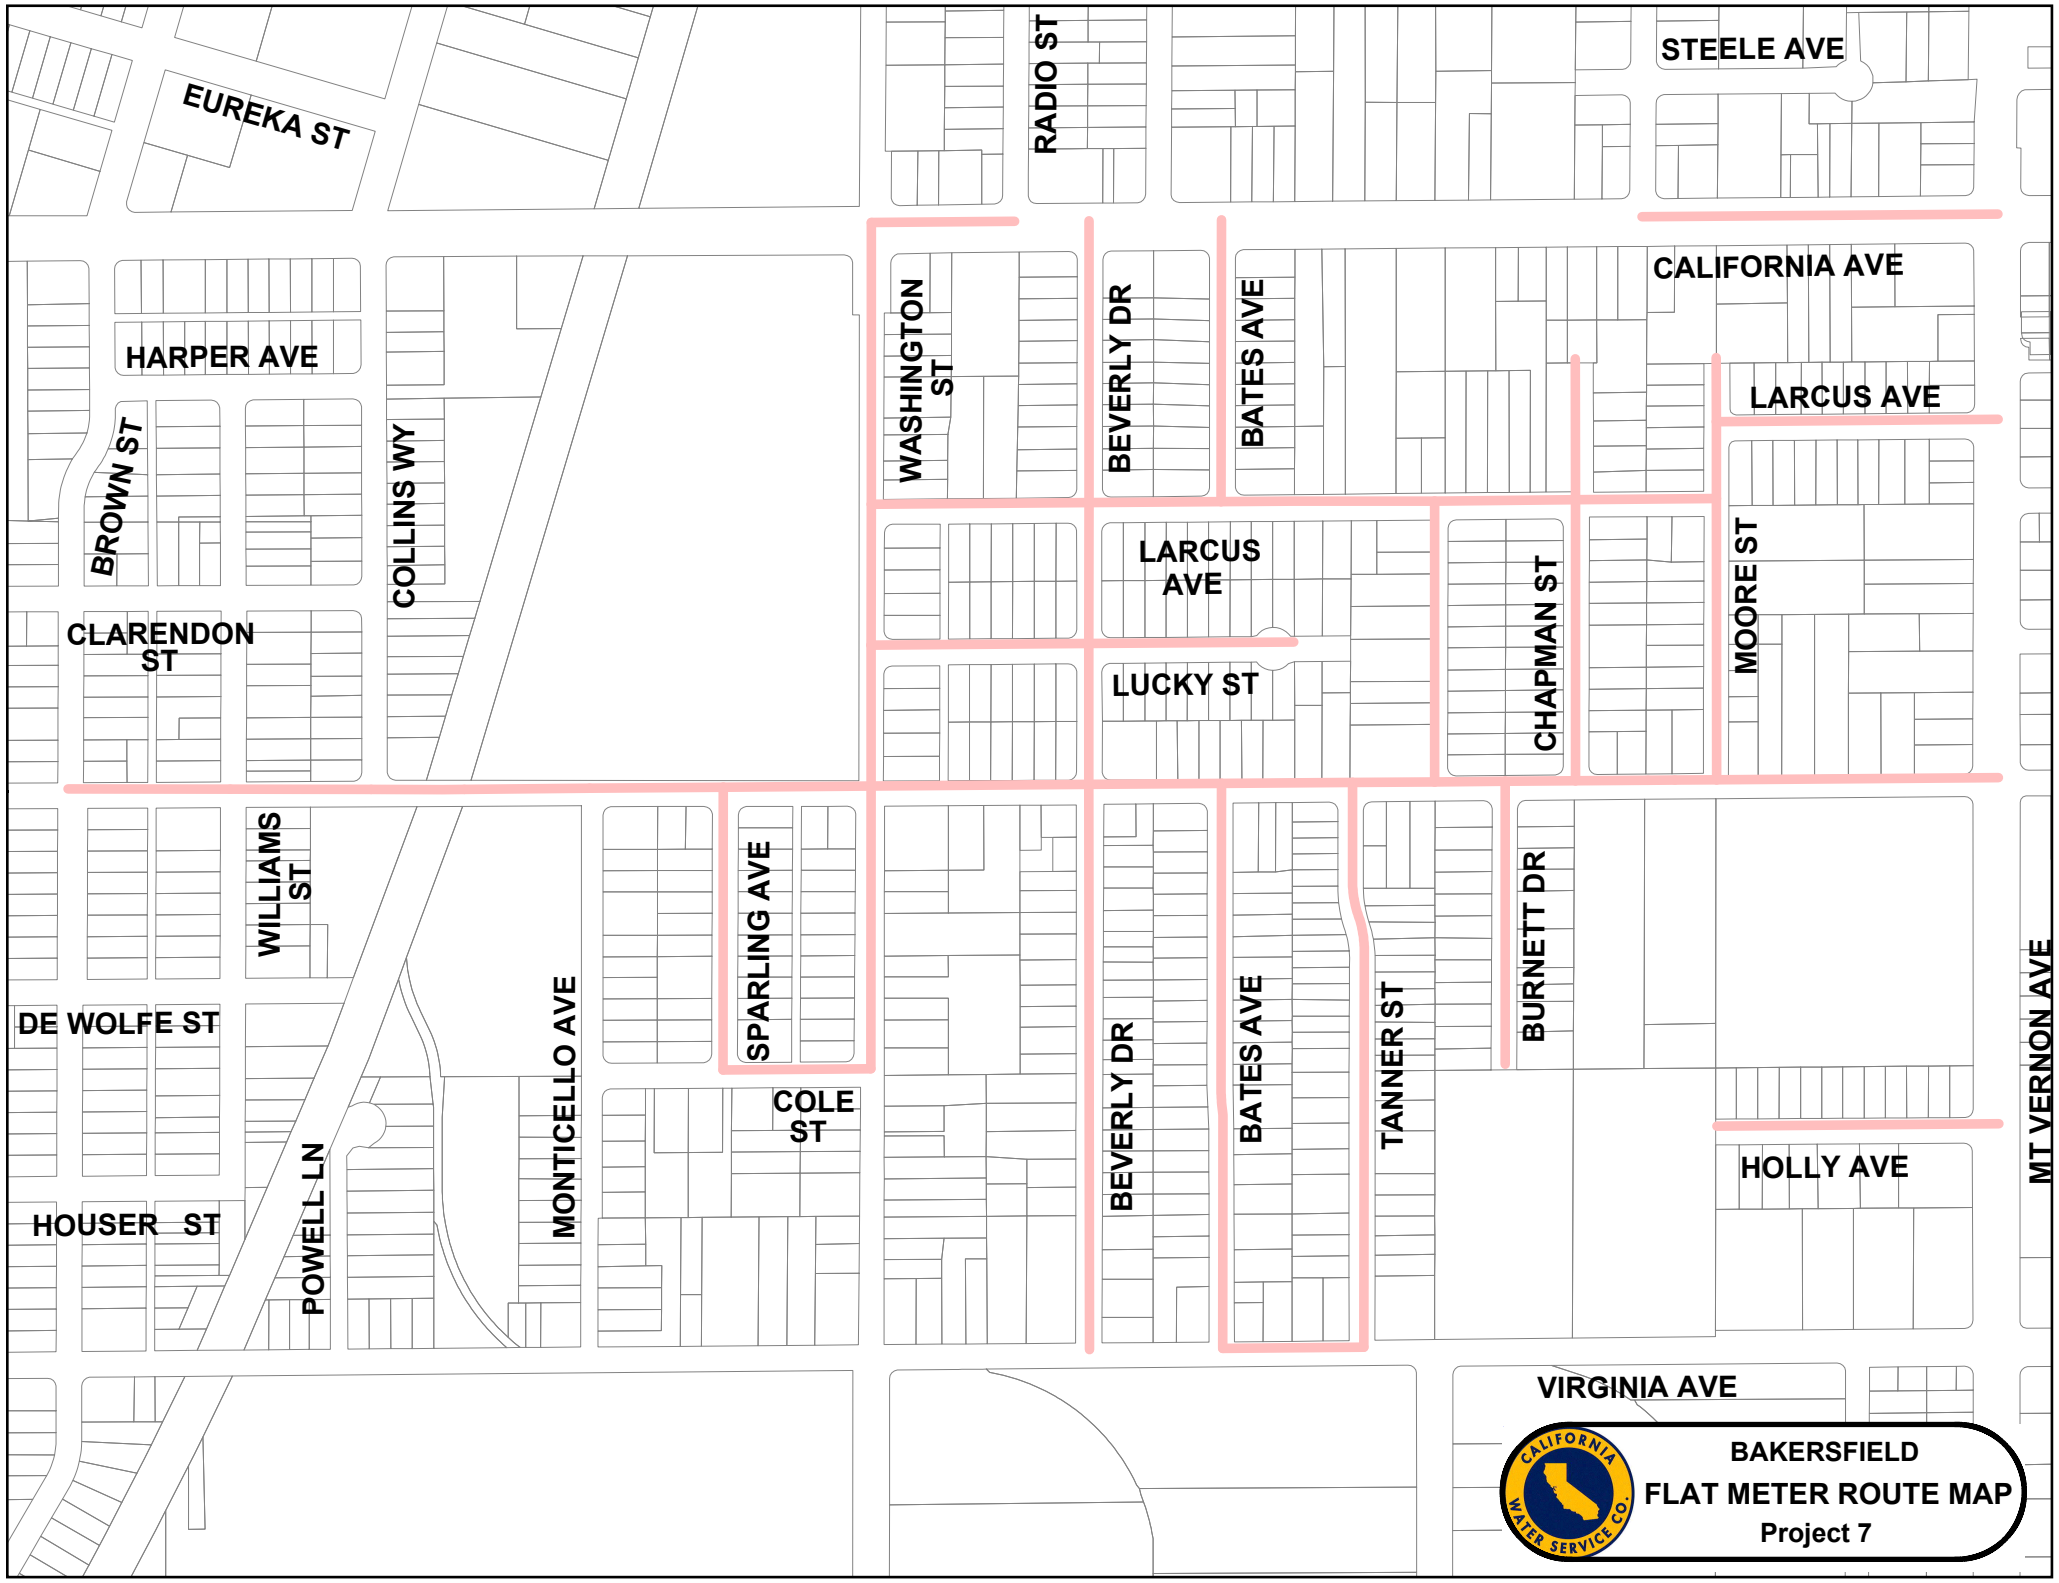 STEELE AVE
RADIO ST
EUREKA ST
CALIFORNIA AVE
WASHINGTON
ST
BEVERLY DR
BATES AVE
HARPER AVE
LARCUS AVE
BROWN ST
COLLINS WY
LARCUS
AVE
CHAPMAN ST
MOORE ST
CLARENDON
ST
LUCKY ST
WILLIAMS
ST
SPARLING AVE
BURNETT DR
DE WOLFE ST
MONTICELLO AVE
BEVERLY DR
BATES AVE
TANNER ST
MT VERNON AVE
COLE
ST
HOLLY AVE
HOUSER ST
POWELL LN
VIRGINIA AVE
CALIFORNIA
WATER SERVICE CO.
BAKERSFIELD
FLAT METER ROUTE MAP
Project 7